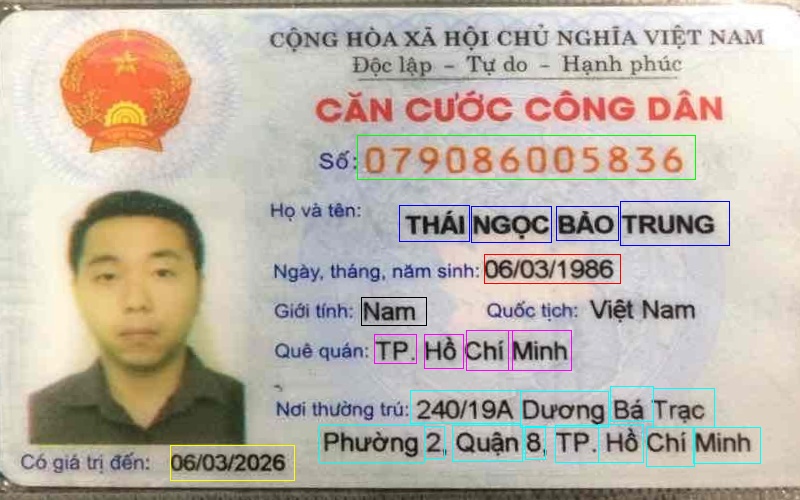 CỘNG HÒA XÃ HỘI CHỦ NGHĨA VIỆT NAM
Độc lập - Tự do - Hạnh phúc
CĂN CƯỚC CÔNG DÂN
Số: 079086005836
Họ và tên: THÁI NGỌC BẢO TRUNG
Ngày, tháng, năm sinh: 06/03/1986
Giới tính: Nam Quốc tịch: Việt Nam
Quê quán: TP. Hồ Chí Minh
Nơi thường trú: 240/19A Dương Bá Trạc
Phường 2, Quận 8, TP. Hồ Chí Minh
Có giá trị đến: 06/03/2026